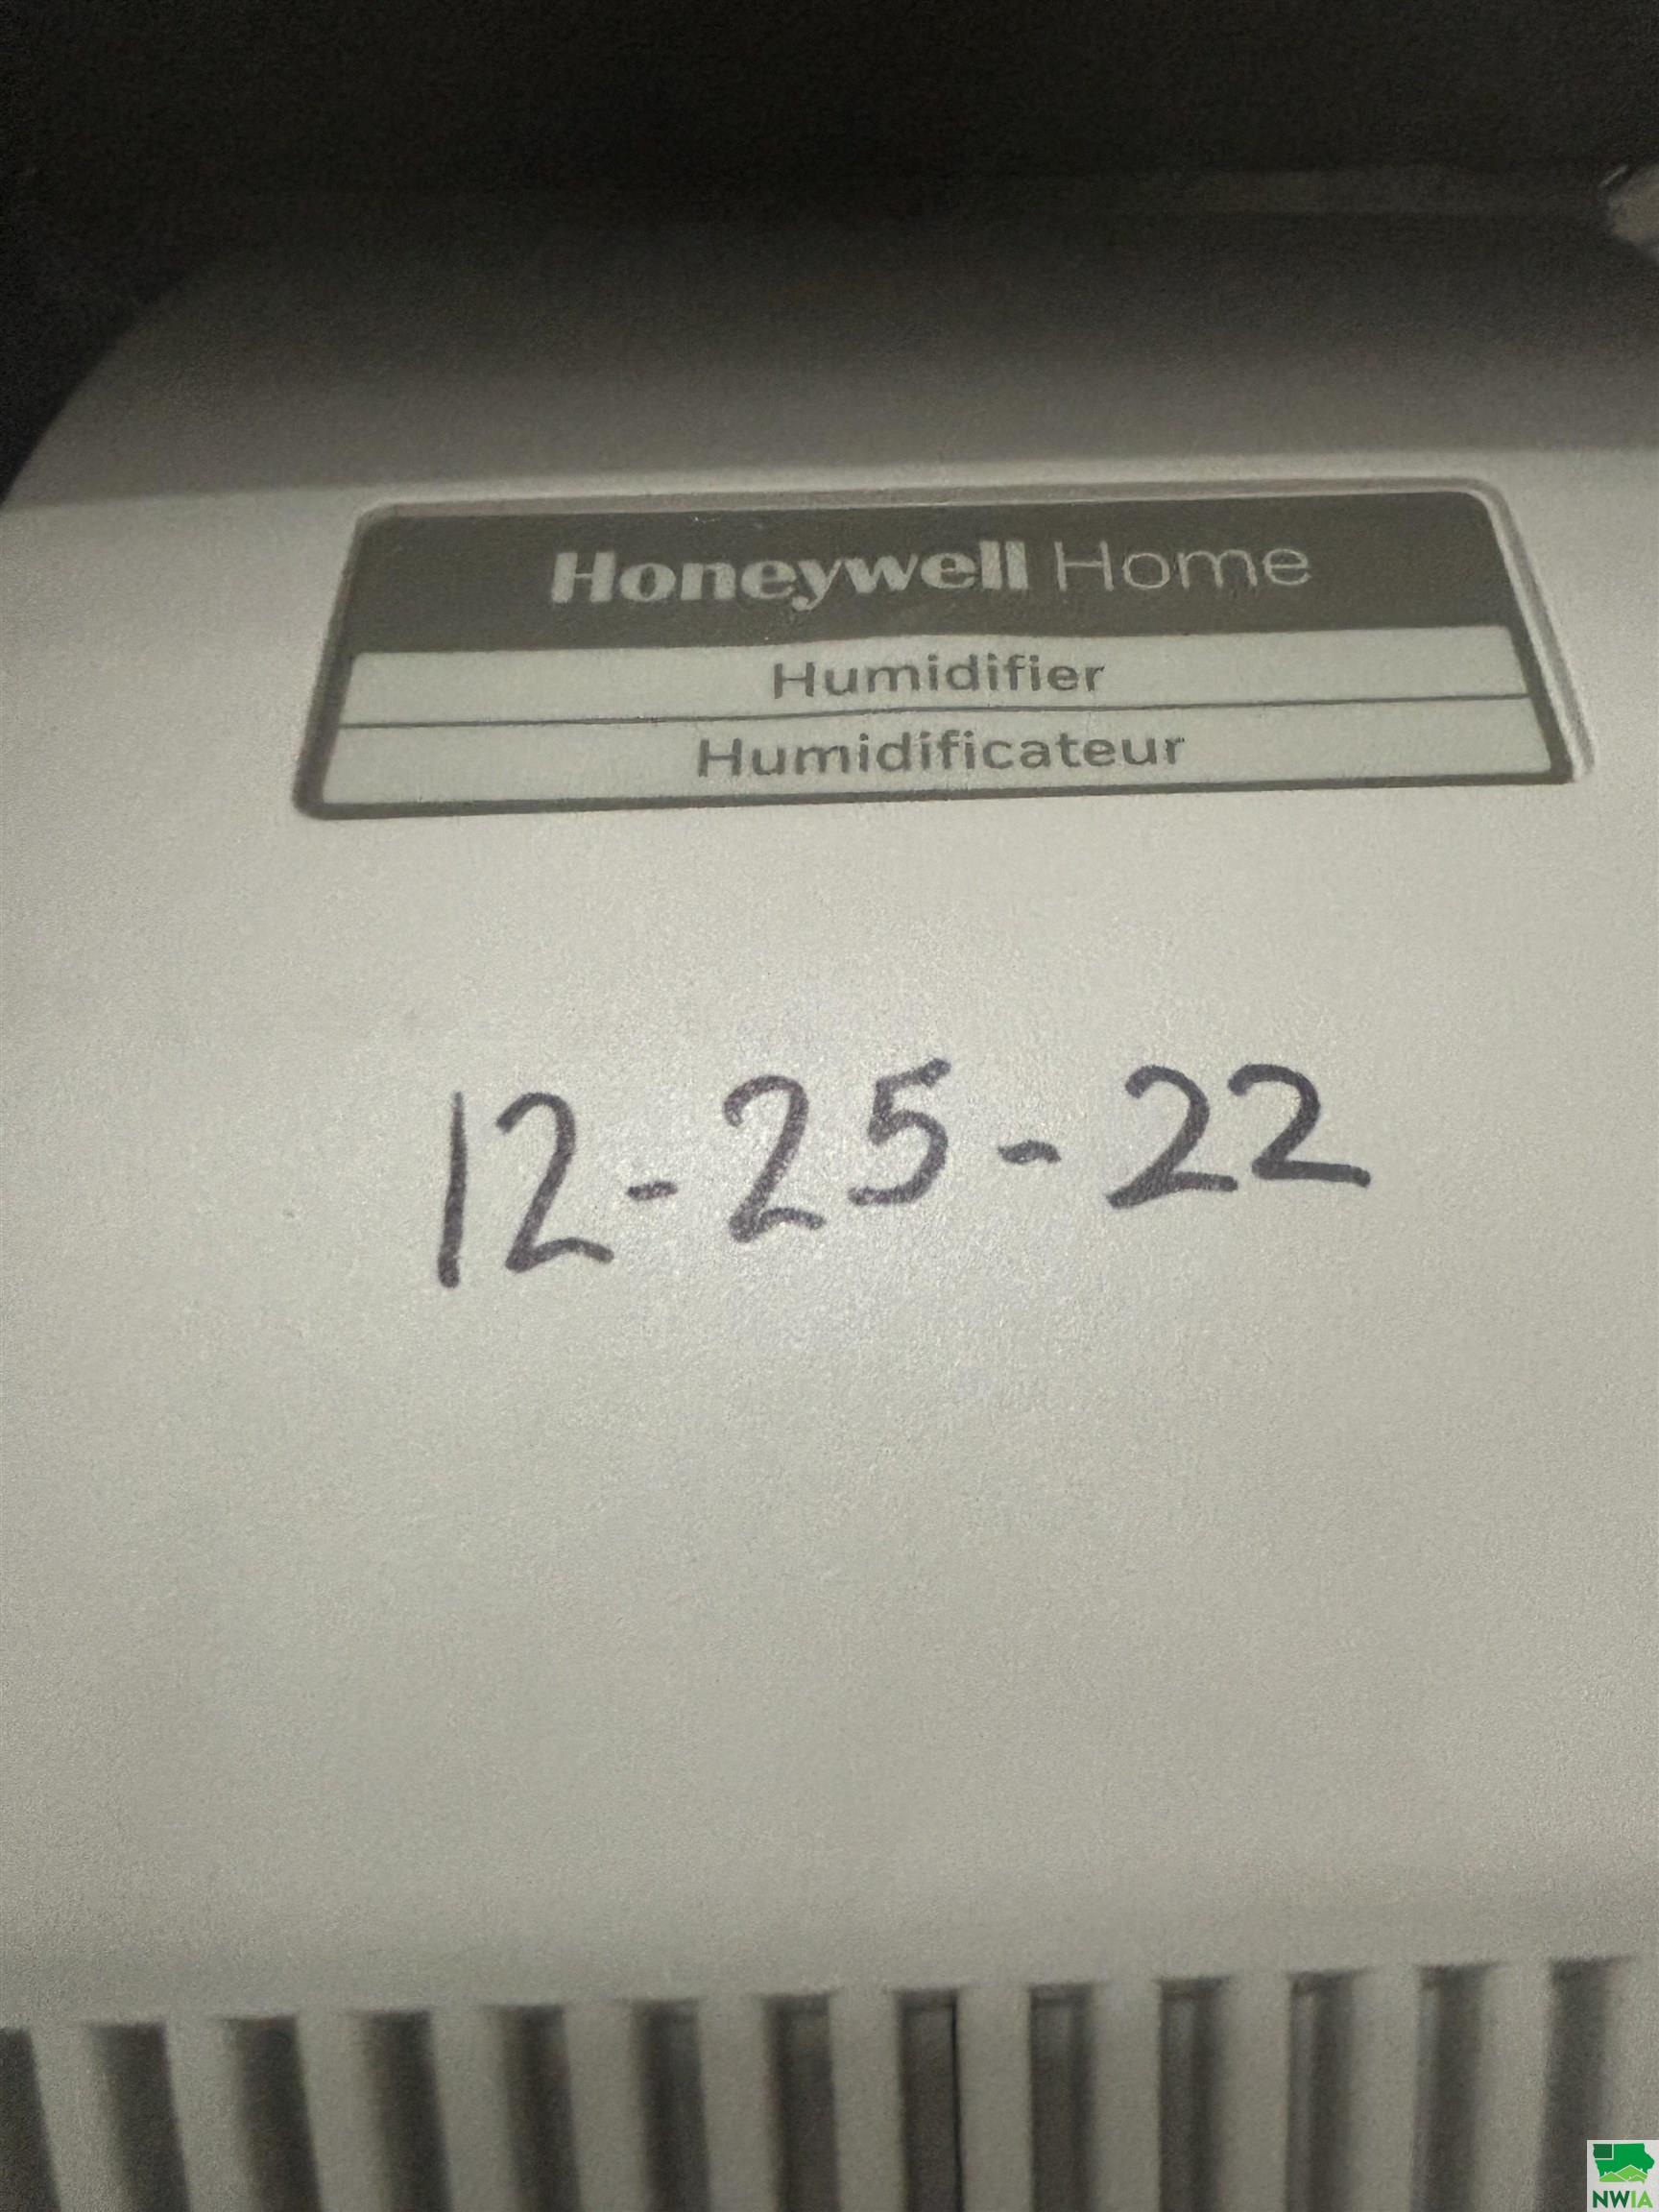 Honeywell Home
Humidifier
Humidificateur
12-25-22
NWIA